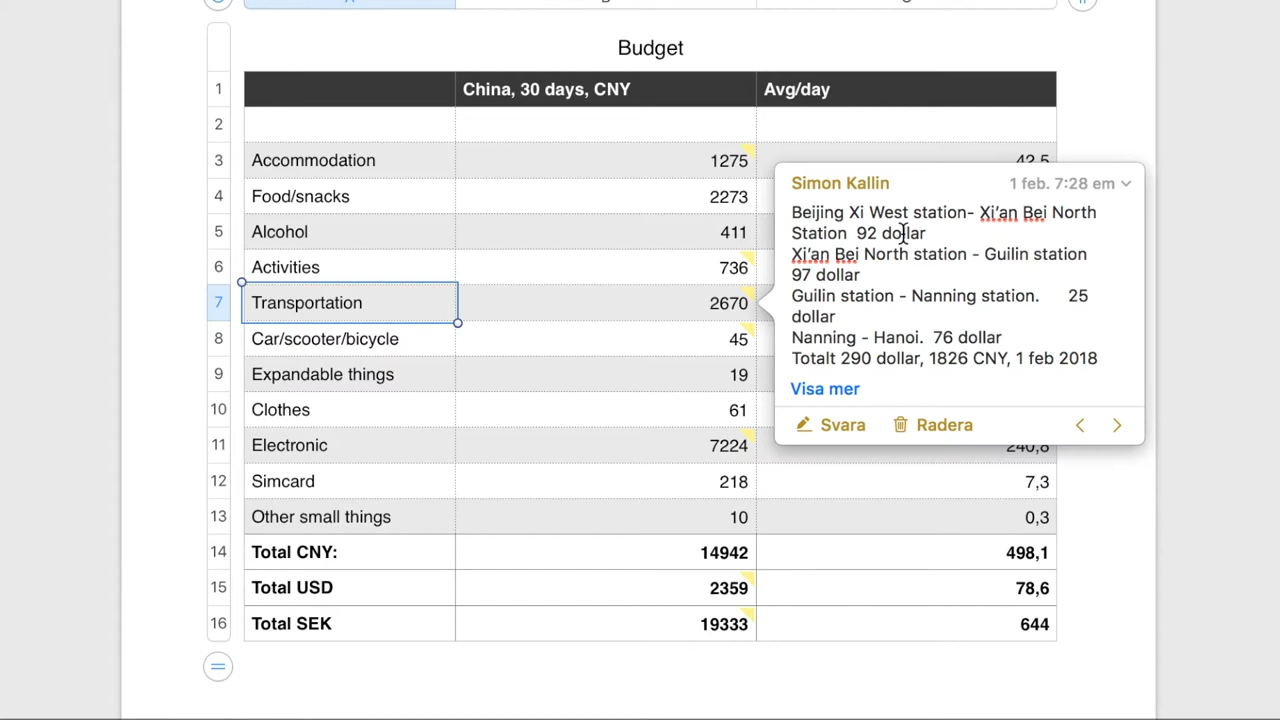 Budget
1 China, 30 days, CNY Avg/day
2
3 Accommodation 1275 42,5
4 Food/snacks 2273
5 Alcohol 411
6 Activities 736
7 Transportation 2670
8 Car/scooter/bicycle 45
9 Expandable things 19
10 Clothes 61
11 Electronic 7224 240,8
12 Simcard 218 7,3
13 Other small things 10 0,3
14 Total CNY: 14942 498,1
15 Total USD 2359 78,6
16 Total SEK 19333 644
Simon Kallin 1 feb. 7:28 em
Beijing Xi West station- Xi’an Bei North
Station 92 dollar
Xi’an Bei North station - Guilin station
97 dollar
Guilin station - Nanning station. 25
dollar
Nanning - Hanoi. 76 dollar
Totalt 290 dollar, 1826 CNY, 1 feb 2018
Visa mer
Svara Radera